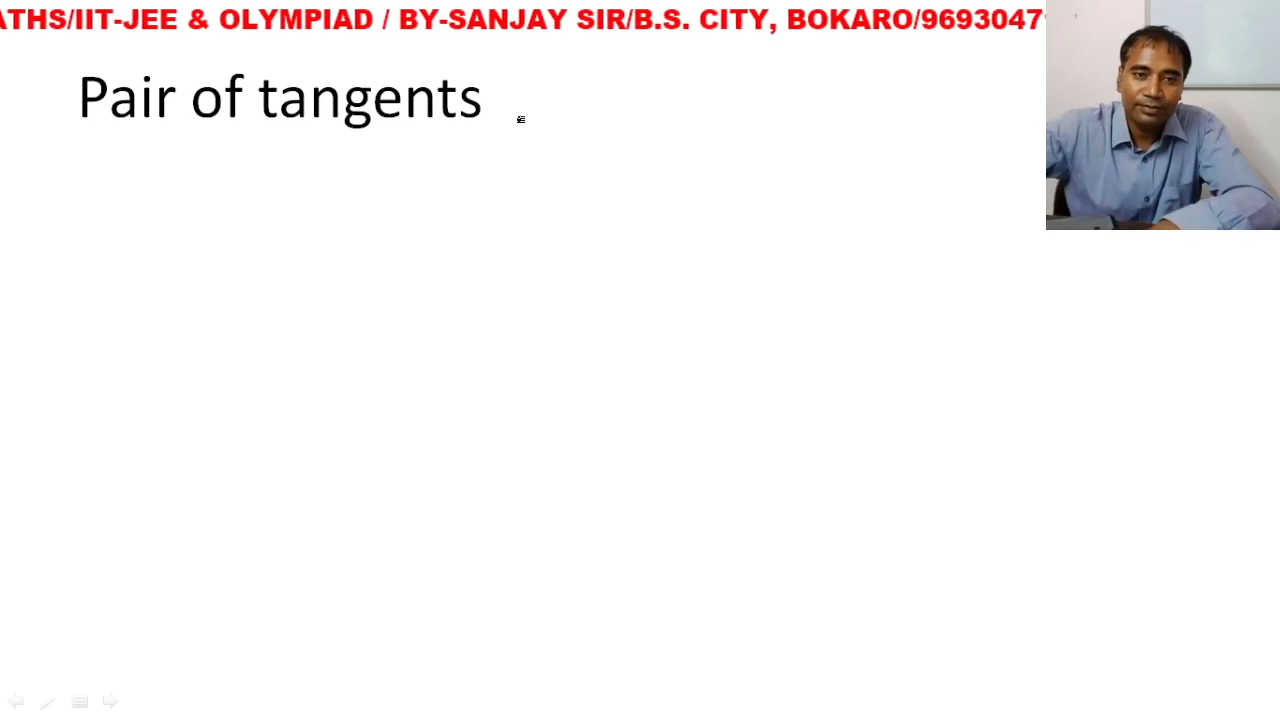 ATHS/IIT-JEE & OLYMPIAD / BY-SANJAY SIR/B.S. CITY, BOKARO/9693047
Pair of tangents